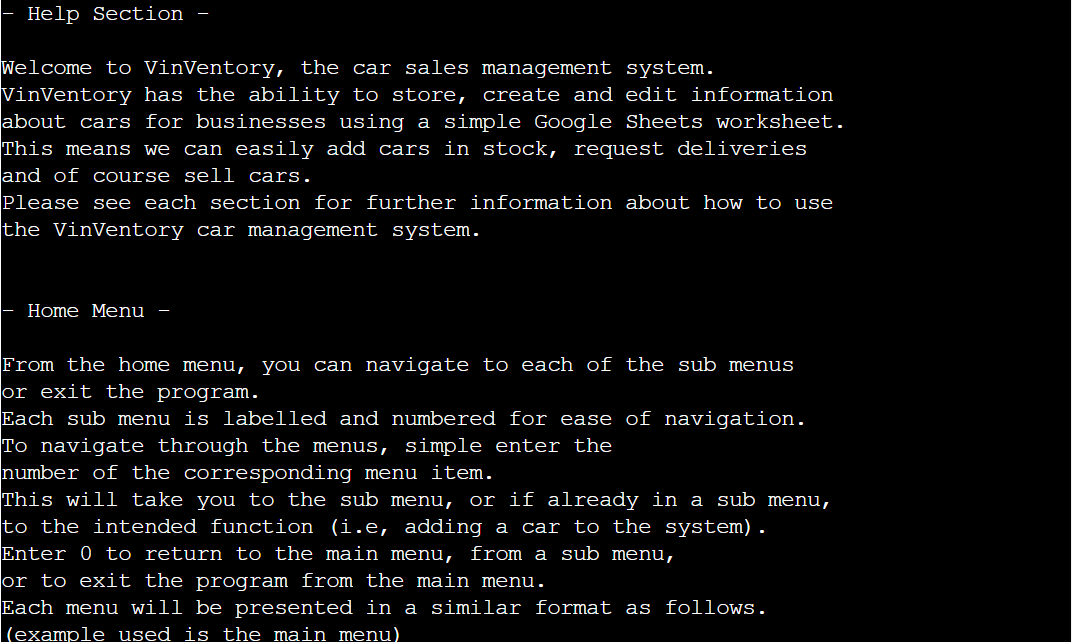 - Help Section -
Welcome to VinVentory, the car sales management system.
VinVentory has the ability to store, create and edit information
about cars for businesses using a simple Google Sheets worksheet.
This means we can easily add cars in stock, request deliveries
and of course sell cars.
Please see each section for further information about how to use
the VinVentory car management system.
- Home Menu -
From the home menu, you can navigate to each of the sub menus
or exit the program.
Each sub menu is labelled and numbered for ease of navigation.
To navigate through the menus, simple enter the
number of the corresponding menu item.
This will take you to the sub menu, or if already in a sub menu,
to the intended function (i.e, adding a car to the system).
Enter 0 to return to the main menu, from a sub menu,
or to exit the program from the main menu.
Each menu will be presented in a similar format as follows.
(example used is the main menu)